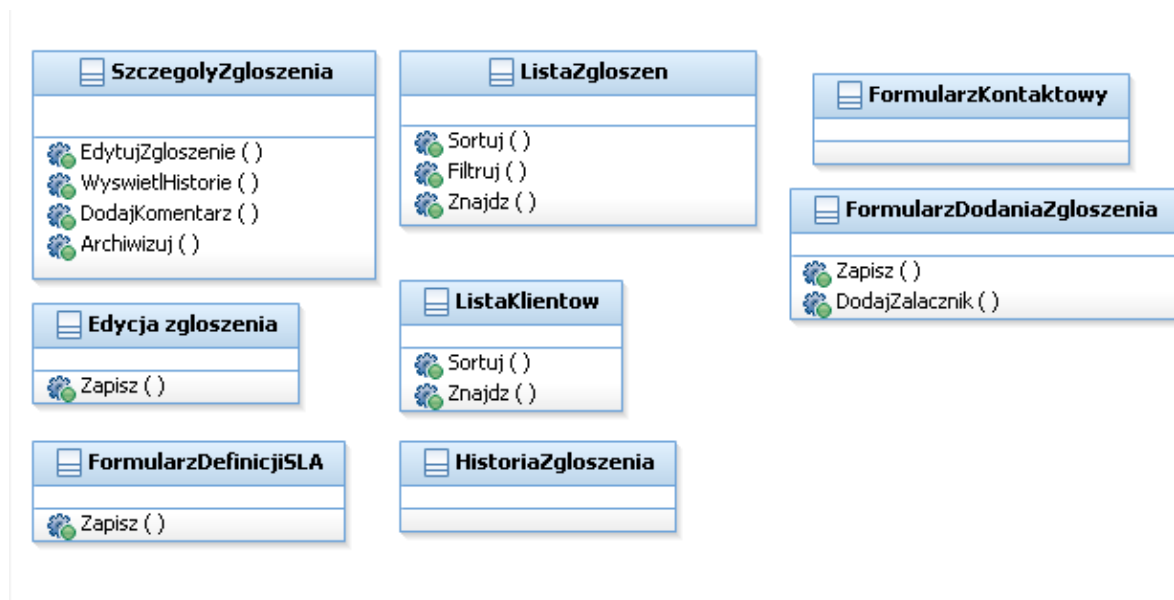 SzczegolyZgloszenia
EdytujZgloszenie ( )
WyswietlHistorie ( )
DodajKomentarz ( )
Archiwizuj ( )
ListaZgloszen
Sortuj ( )
Filtruj ( )
Znajdz ( )
FormularzKontaktowy
FormularzDodaniaZgloszenia
Zapisz ( )
DodajZalacznik ( )
Edycja zgloszenia
Zapisz ( )
ListaKlientow
Sortuj ( )
Znajdz ( )
FormularzDefinicjiSLA
Zapisz ( )
HistoriaZgloszenia